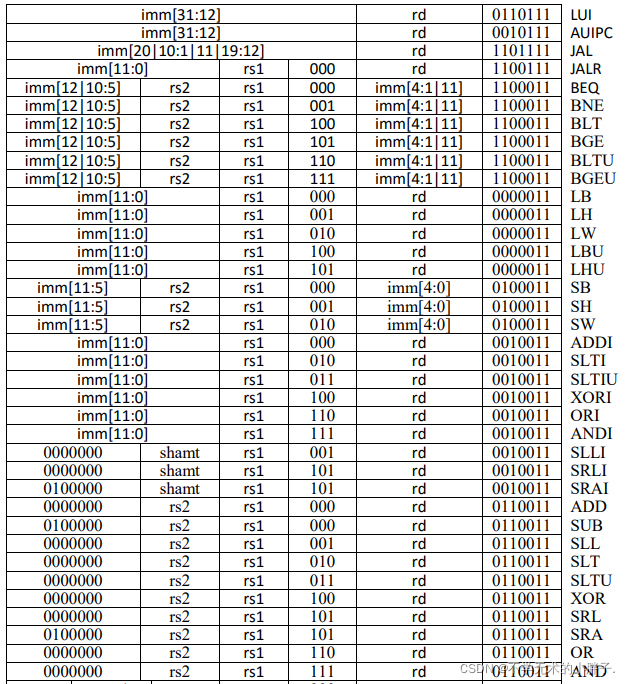 imm[31:12] rd 0110111 LUI
imm[31:12] rd 0010111 AUIPC
imm[20|10:1|11|19:12] rd 1101111 JAL
imm[11:0] rs1 000 rd 1100111 JALR
imm[12|10:5] rs2 rs1 000 imm[4:1|11] 1100011 BEQ
imm[12|10:5] rs2 rs1 001 imm[4:1|11] 1100011 BNE
imm[12|10:5] rs2 rs1 100 imm[4:1|11] 1100011 BLT
imm[12|10:5] rs2 rs1 101 imm[4:1|11] 1100011 BGE
imm[12|10:5] rs2 rs1 110 imm[4:1|11] 1100011 BLTU
imm[12|10:5] rs2 rs1 111 imm[4:1|11] 1100011 BGEU
imm[11:0] rs1 000 rd 0000011 LB
imm[11:0] rs1 001 rd 0000011 LH
imm[11:0] rs1 010 rd 0000011 LW
imm[11:0] rs1 100 rd 0000011 LBU
imm[11:0] rs1 101 rd 0000011 LHU
imm[11:5] rs2 rs1 000 imm[4:0] 0100011 SB
imm[11:5] rs2 rs1 001 imm[4:0] 0100011 SH
imm[11:5] rs2 rs1 010 imm[4:0] 0100011 SW
imm[11:0] rs1 000 rd 0010011 ADDI
imm[11:0] rs1 010 rd 0010011 SLTI
imm[11:0] rs1 011 rd 0010011 SLTIU
imm[11:0] rs1 100 rd 0010011 XORI
imm[11:0] rs1 110 rd 0010011 ORI
imm[11:0] rs1 111 rd 0010011 ANDI
0000000 shamt rs1 001 rd 0010011 SLLI
0000000 shamt rs1 101 rd 0010011 SRLI
0100000 shamt rs1 101 rd 0010011 SRAI
0000000 rs2 rs1 000 rd 0110011 ADD
0100000 rs2 rs1 000 rd 0110011 SUB
0000000 rs2 rs1 001 rd 0110011 SLL
0000000 rs2 rs1 010 rd 0110011 SLT
0000000 rs2 rs1 011 rd 0110011 SLTU
0000000 rs2 rs1 100 rd 0110011 XOR
0000000 rs2 rs1 101 rd 0110011 SRL
0100000 rs2 rs1 101 rd 0110011 SRA
0000000 rs2 rs1 110 rd 0110011 OR
0000000 rs2 rs1 111 rd 0110011 AND